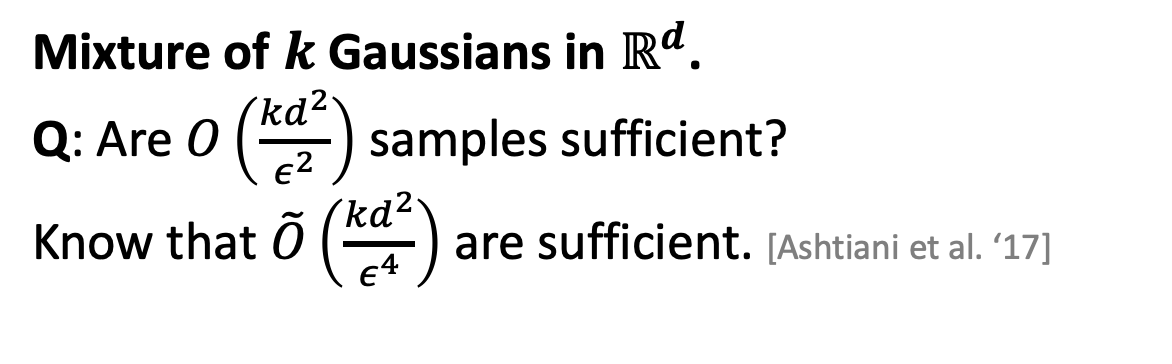 Mixture of k Gaussians in ℝᵈ.
Q: Are O(kd²/ϵ²) samples sufficient?
Know that Õ(kd²/ϵ⁴) are sufficient. [Ashtiani et al. ‘17]